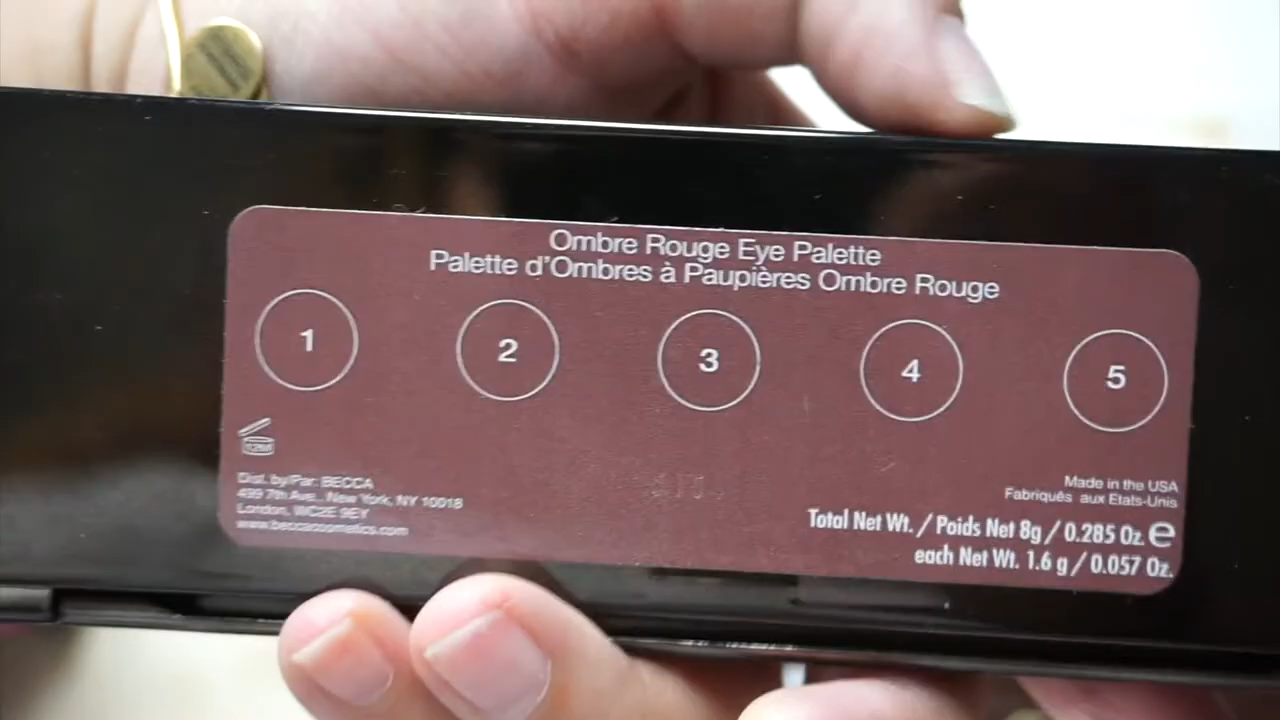 Ombre Rouge Eye Palette
Palette d'Ombres à Paupières Ombre Rouge
1 2 3 4 5
12M
Dist. by/Par: BECCA
499 7th Ave., New York, NY 10018
London, WC2E 9EY
www.beccacosmetics.com
Made in the USA
Fabriqués aux Etats-Unis
Total Net Wt. / Poids Net 8g / 0.285 Oz. e
each Net Wt. 1.6 g / 0.057 Oz.